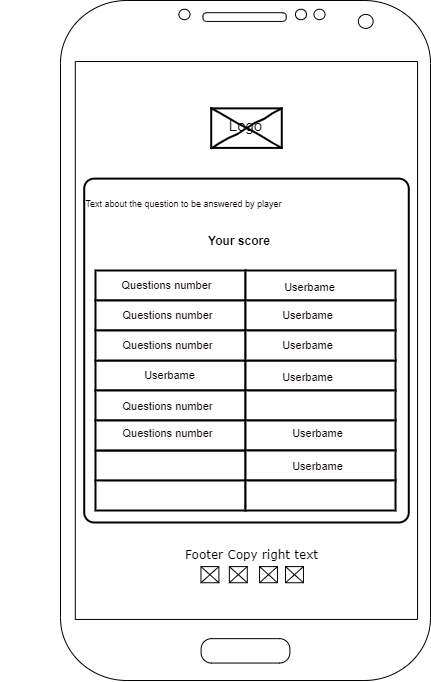 Logo
Text about the question to be answered by player
Your score
Questions number Userbame
Questions number Userbame
Questions number Userbame
Userbame Userbame
Questions number
Questions number Userbame
Userbame
Footer Copy right text